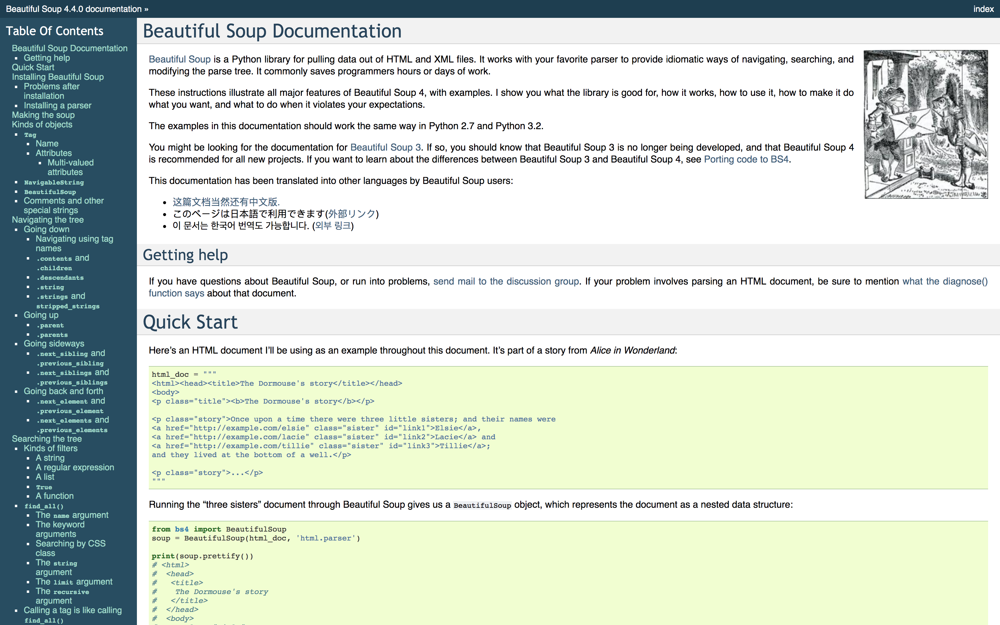 Beautiful Soup 4.4.0 documentation »
index
Table Of Contents
Beautiful Soup Documentation
Getting help
Quick Start
Installing Beautiful Soup
Problems after
installation
Installing a parser
Making the soup
Kinds of objects
Tag
Name
Attributes
Multi-valued
attributes
NavigableString
BeautifulSoup
Comments and other
special strings
Navigating the tree
Going down
Navigating using tag
names
.contents and
.children
.descendants
.string
.strings and
stripped_strings
Going up
.parent
.parents
Going sideways
.next_sibling and
.previous_sibling
.next_siblings and
.previous_siblings
Going back and forth
.next_element and
.previous_element
.next_elements and
.previous_elements
Searching the tree
Kinds of filters
A string
A regular expression
A list
True
A function
find_all()
The name argument
The keyword
arguments
Searching by CSS
class
The string
argument
The limit argument
The recursive
argument
Calling a tag is like calling
find_all()
Beautiful Soup Documentation
Beautiful Soup is a Python library for pulling data out of HTML and XML files. It works with your favorite parser to provide idiomatic ways of navigating, searching, and
modifying the parse tree. It commonly saves programmers hours or days of work.
These instructions illustrate all major features of Beautiful Soup 4, with examples. I show you what the library is good for, how it works, how to use it, how to make it do
what you want, and what to do when it violates your expectations.
The examples in this documentation should work the same way in Python 2.7 and Python 3.2.
You might be looking for the documentation for Beautiful Soup 3. If so, you should know that Beautiful Soup 3 is no longer being developed, and that Beautiful Soup 4
is recommended for all new projects. If you want to learn about the differences between Beautiful Soup 3 and Beautiful Soup 4, see Porting code to BS4.
This documentation has been translated into other languages by Beautiful Soup users:
这篇文档当然还有中文版.
このページは日本語で利用できます(外部リンク)
이 문서는 한국어 번역도 가능합니다. (외부 링크)
Getting help
If you have questions about Beautiful Soup, or run into problems, send mail to the discussion group. If your problem involves parsing an HTML document, be sure to mention what the diagnose()
function says about that document.
Quick Start
Here’s an HTML document I’ll be using as an example throughout this document. It’s part of a story from Alice in Wonderland:
html_doc = """
<html><head><title>The Dormouse's story</title></head>
<body>
<p class="title"><b>The Dormouse's story</b></p>
<p class="story">Once upon a time there were three little sisters; and their names were
<a href="http://example.com/elsie" class="sister" id="link1">Elsie</a>,
<a href="http://example.com/lacie" class="sister" id="link2">Lacie</a> and
<a href="http://example.com/tillie" class="sister" id="link3">Tillie</a>;
and they lived at the bottom of a well.</p>
<p class="story">...</p>
"""
Running the “three sisters” document through Beautiful Soup gives us a BeautifulSoup object, which represents the document as a nested data structure:
from bs4 import BeautifulSoup
soup = BeautifulSoup(html_doc, 'html.parser')
print(soup.prettify())
# <html>
#  <head>
#   <title>
#    The Dormouse's story
#   </title>
#  </head>
#  <body>